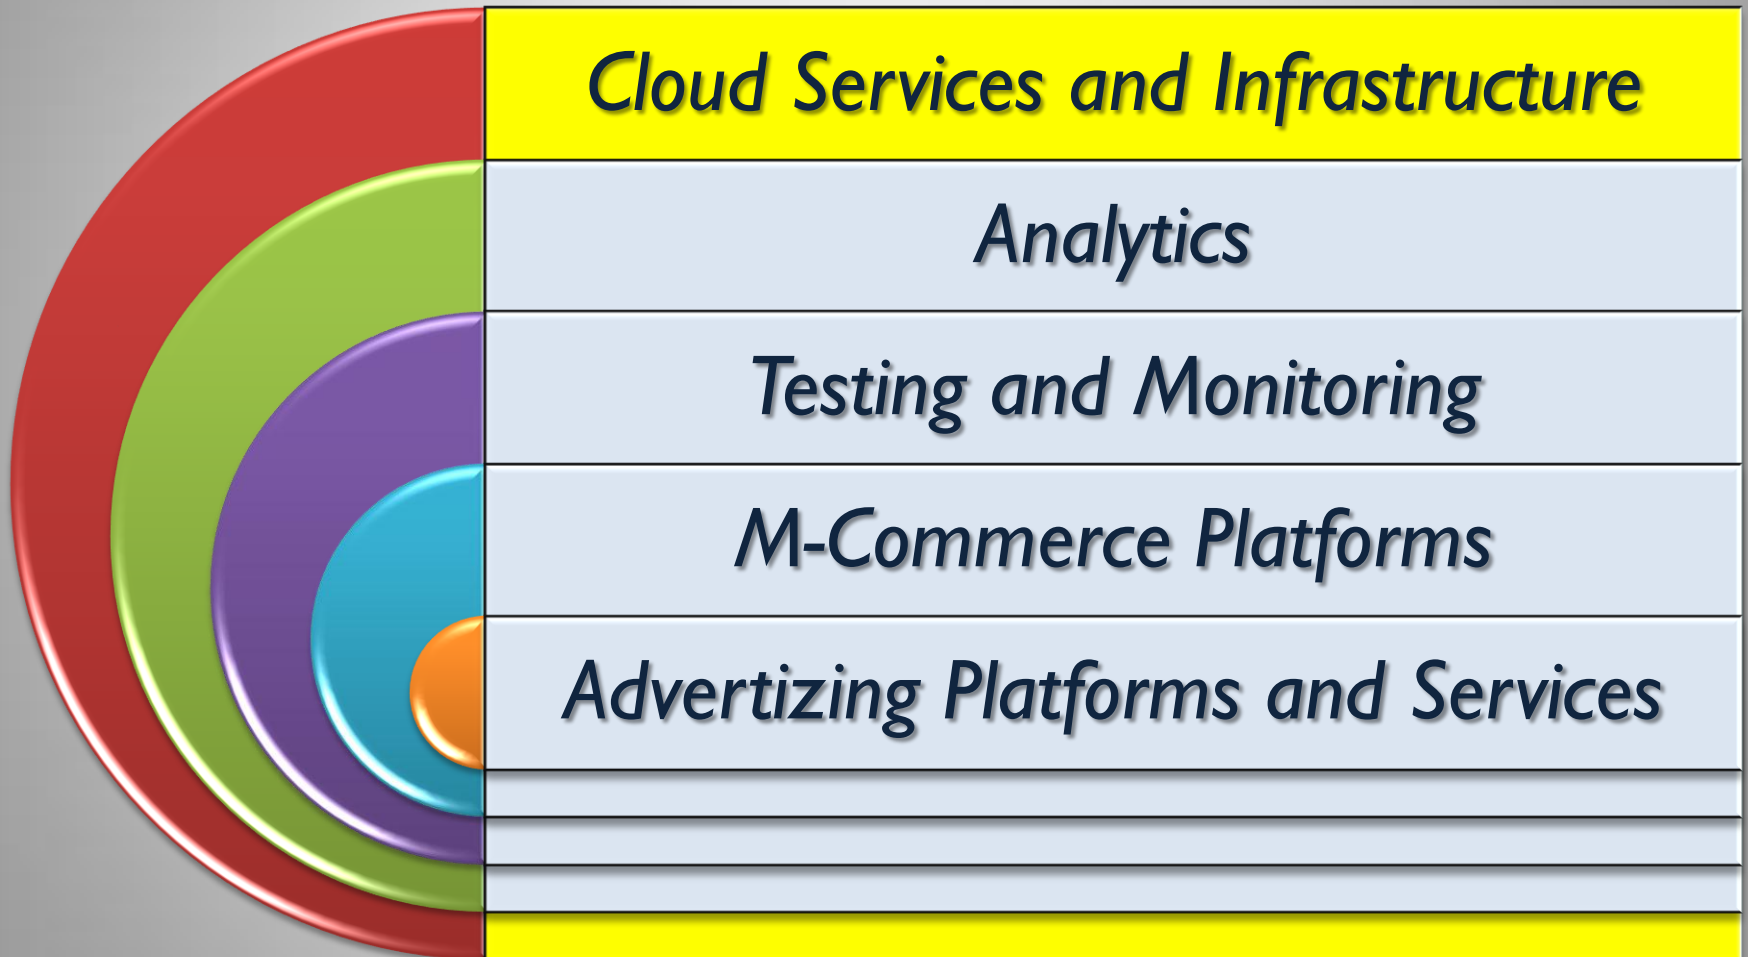 Cloud Services and Infrastructure
Analytics
Testing and Monitoring
M-Commerce Platforms
Advertizing Platforms and Services